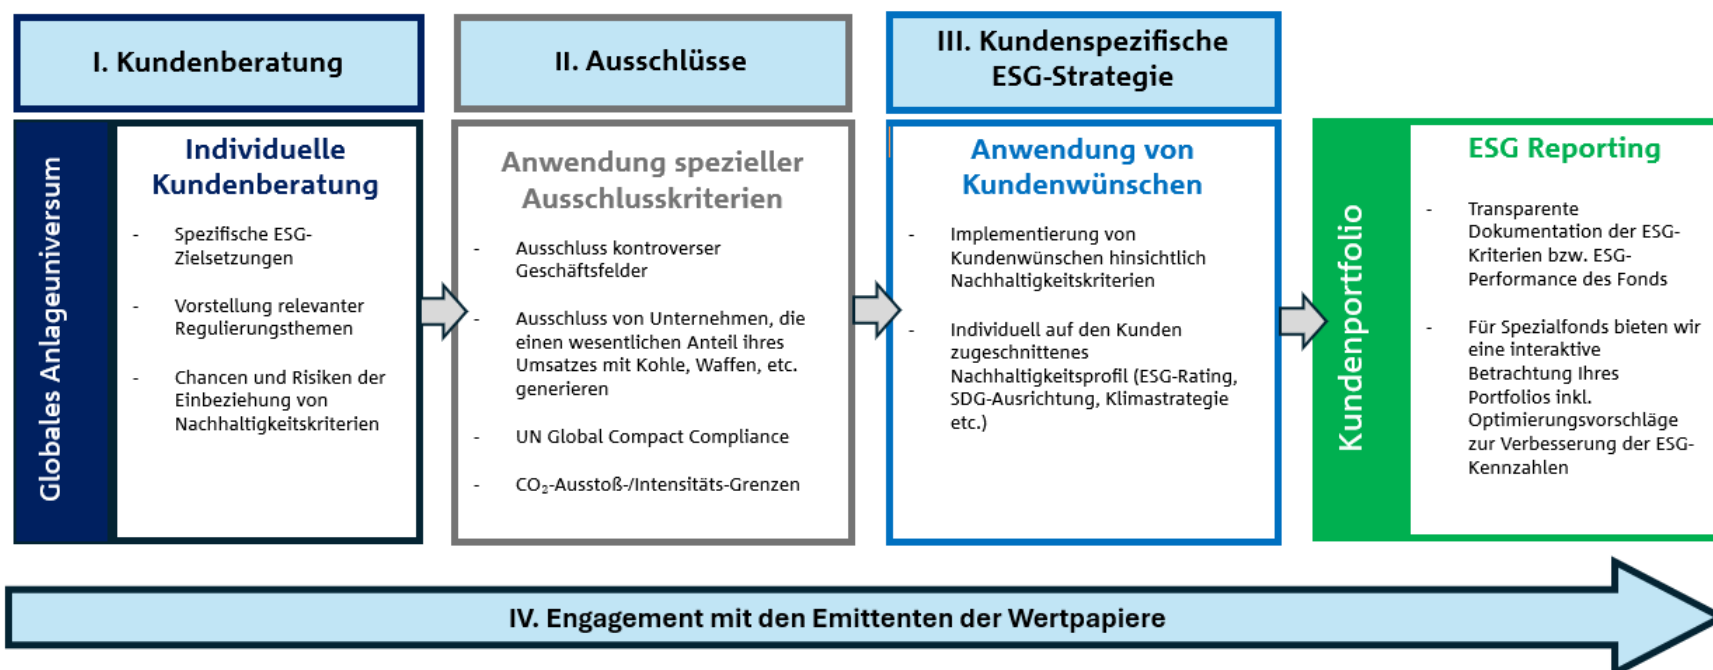 I. Kundenberatung
II. Ausschlüsse
III. Kundenspezifische
ESG-Strategie
Globales Anlageuniversum
Individuelle
Kundenberatung
- Spezifische ESG-
Zielsetzungen
- Vorstellung relevanter
Regulierungsthemen
- Chancen und Risiken der
Einbeziehung von
Nachhaltigkeitskriterien
Anwendung spezieller
Ausschlusskriterien
- Ausschluss kontroverser
Geschäftsfelder
- Ausschluss von Unternehmen, die
einen wesentlichen Anteil ihres
Umsatzes mit Kohle, Waffen, etc.
generieren
- UN Global Compact Compliance
- CO₂-Ausstoß-/Intensitäts-Grenzen
Anwendung von
Kundenwünschen
- Implementierung von
Kundenwünschen hinsichtlich
Nachhaltigkeitskriterien
- Individuell auf den Kunden
zugeschnittenes
Nachhaltigkeitsprofil (ESG-Rating,
SDG-Ausrichtung, Klimastrategie
etc.)
Kundenportfolio
ESG Reporting
- Transparente
Dokumentation der ESG-
Kriterien bzw. ESG-
Performance des Fonds
- Für Spezialfonds bieten wir
eine interaktive
Betrachtung Ihres
Portfolios inkl.
Optimierungsvorschläge
zur Verbesserung der ESG-
Kennzahlen
IV. Engagement mit den Emittenten der Wertpapiere